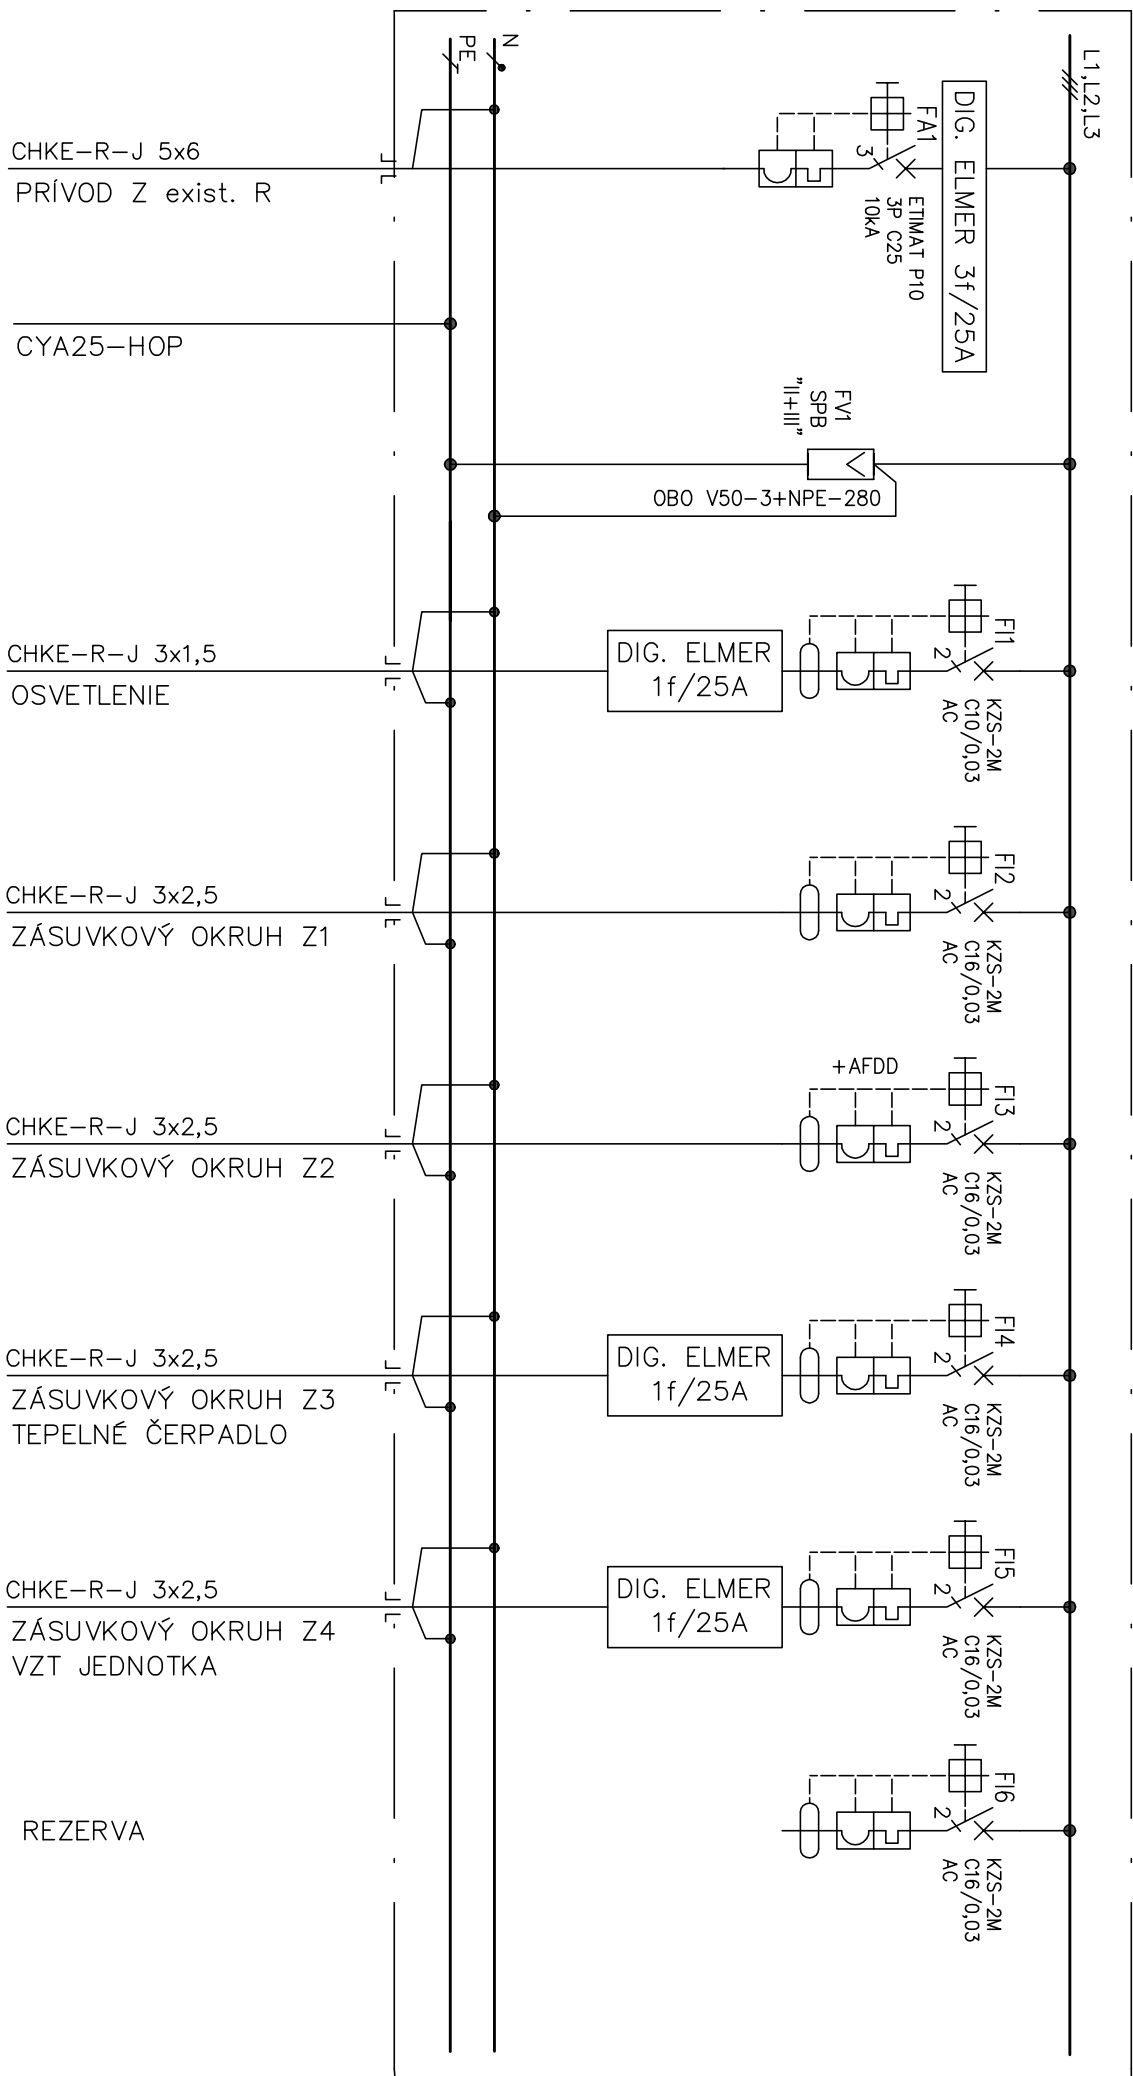 PE
N
L1,L2,L3
CHKE-R-J 5x6
PRÍVOD Z exist. R
FA1
3
ETIMAT P10
3P C25
10kA
DIG. ELMER 3f/25A
CYA25-HOP
FV1
SPB
"II+III"
OBO V50-3+NPE-280
CHKE-R-J 3x1,5
OSVETLENIE
DIG. ELMER
1f/25A
FI1
2
KZS-2M
C10/0,03
AC
CHKE-R-J 3x2,5
ZÁSUVKOVÝ OKRUH Z1
FI2
2
KZS-2M
C16/0,03
AC
CHKE-R-J 3x2,5
ZÁSUVKOVÝ OKRUH Z2
+AFDD
FI3
2
KZS-2M
C16/0,03
AC
CHKE-R-J 3x2,5
ZÁSUVKOVÝ OKRUH Z3
TEPELNÉ ČERPADLO
DIG. ELMER
1f/25A
FI4
2
KZS-2M
C16/0,03
AC
CHKE-R-J 3x2,5
ZÁSUVKOVÝ OKRUH Z4
VZT JEDNOTKA
DIG. ELMER
1f/25A
FI5
2
KZS-2M
C16/0,03
AC
REZERVA
FI6
2
KZS-2M
C16/0,03
AC